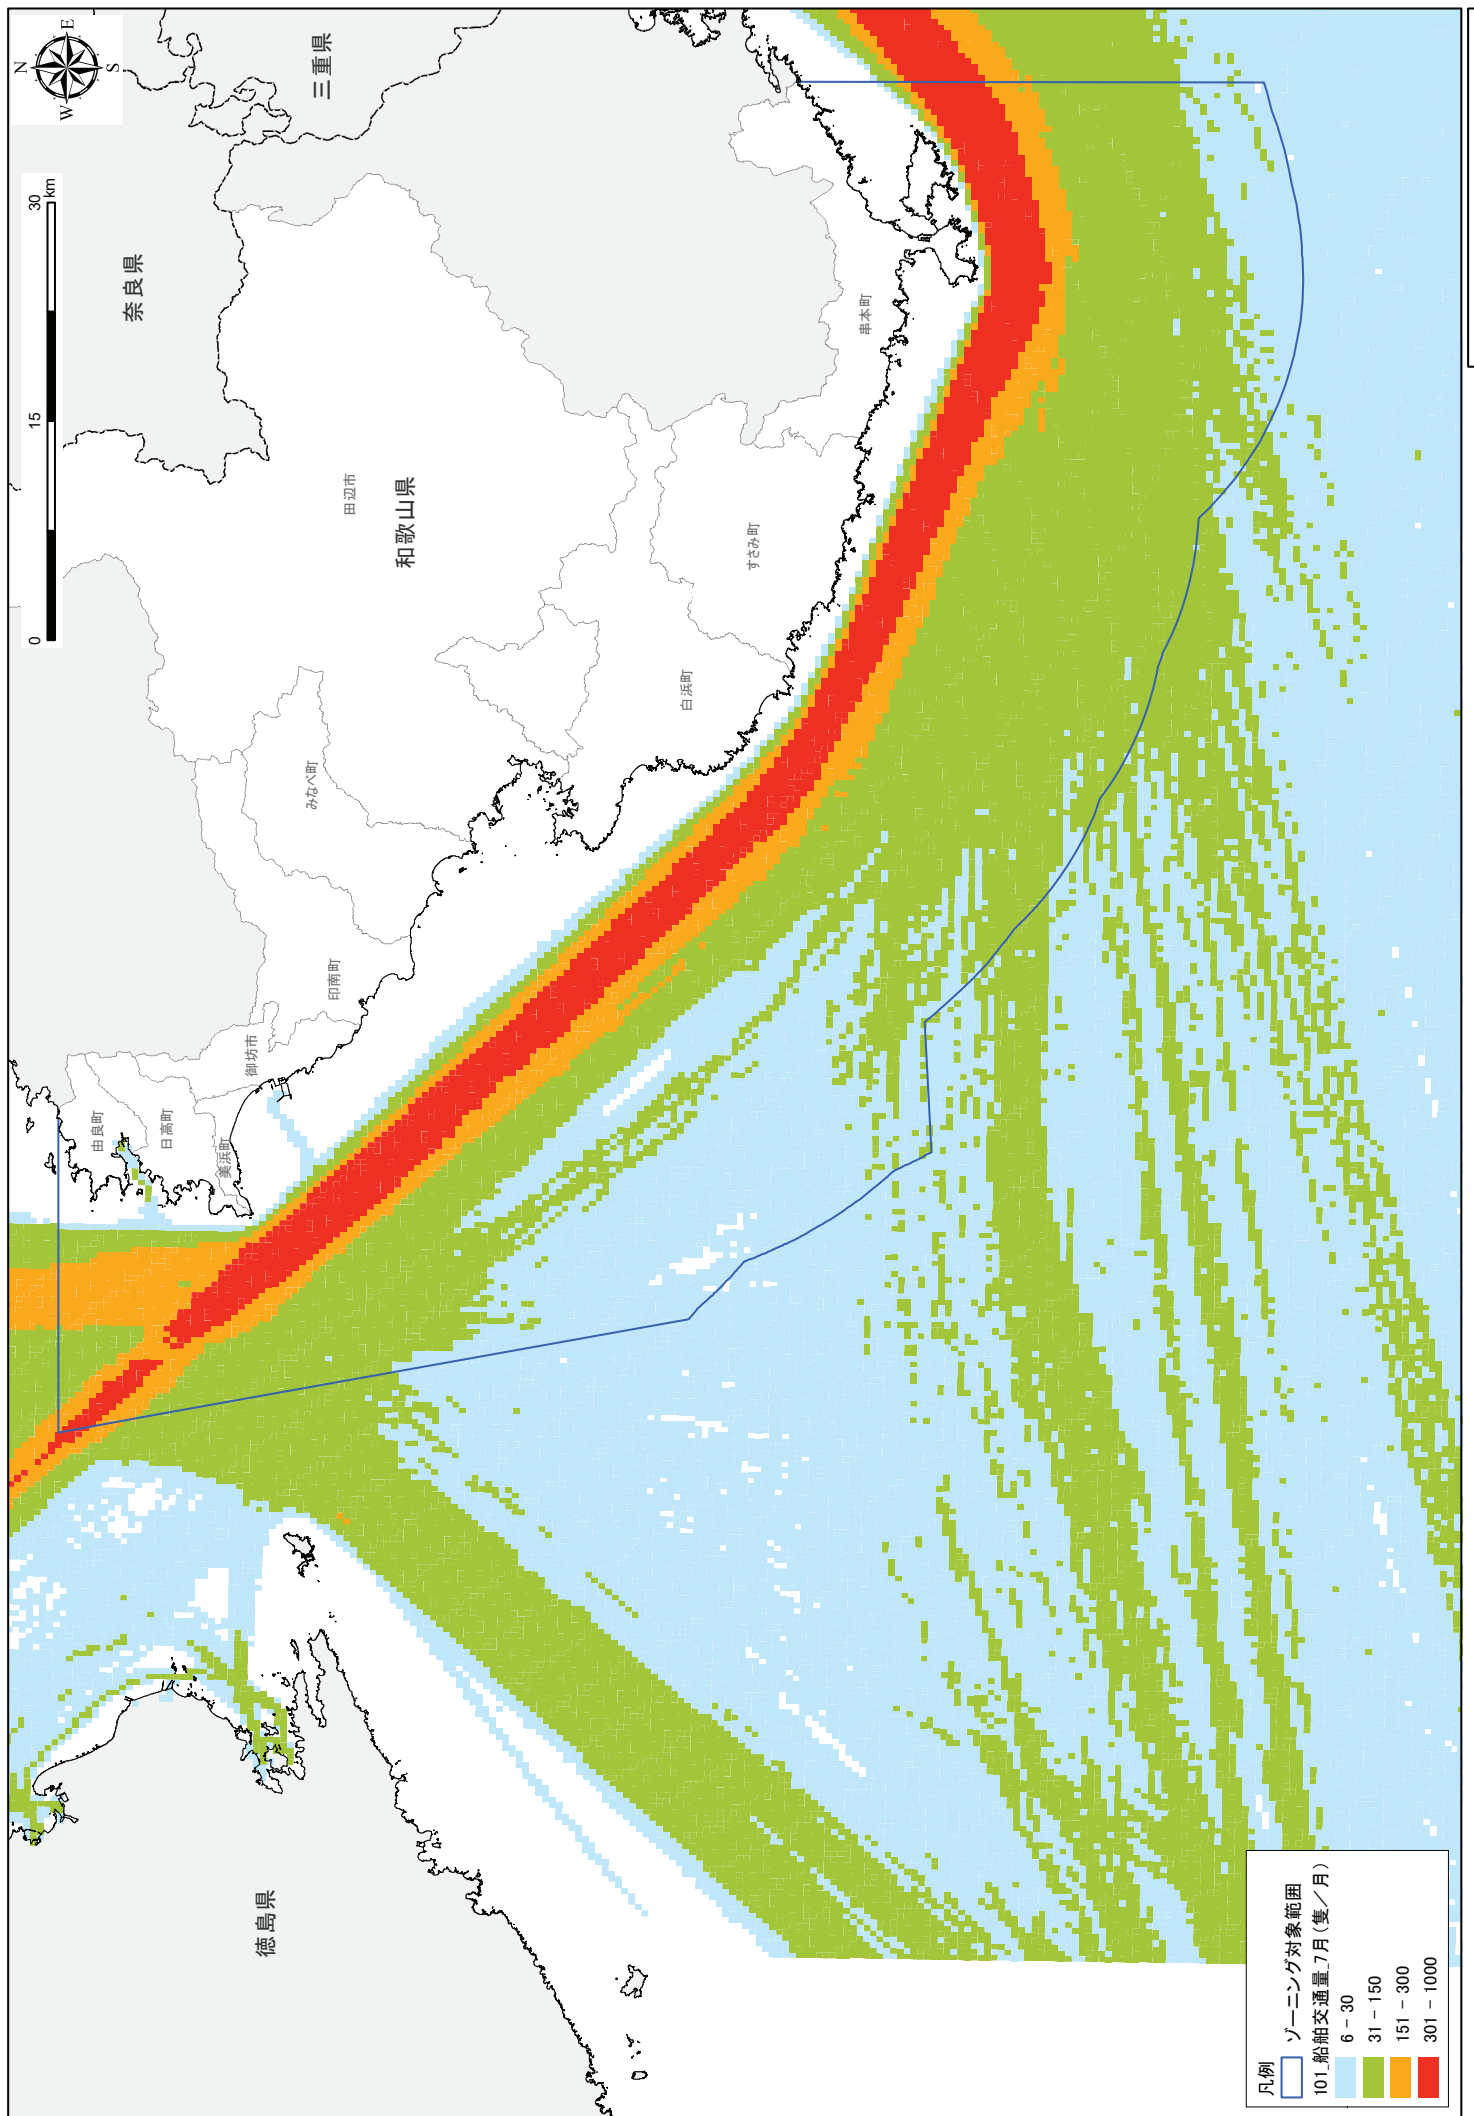 N
E
W
S
0
15
30
km
三重県
奈良県
和歌山県
田辺市
串本町
すさみ町
白浜町
みなべ町
印南町
御坊市
由良町
日高町
美浜町
徳島県
凡例
ゾーニング対象範囲
101_船舶交通量_7月(隻/月)
6 - 30
31 - 150
151 - 300
301 - 1000